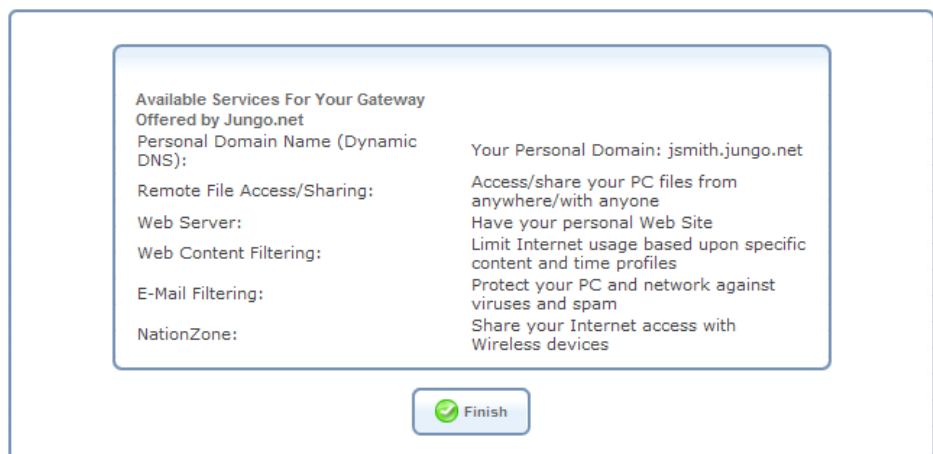 Available Services For Your Gateway
Offered by Jungo.net
Personal Domain Name (Dynamic
DNS):
Your Personal Domain: jsmith.jungo.net
Remote File Access/Sharing:
Access/share your PC files from
anywhere/with anyone
Web Server:
Have your personal Web Site
Web Content Filtering:
Limit Internet usage based upon specific
content and time profiles
E-Mail Filtering:
Protect your PC and network against
viruses and spam
NationZone:
Share your Internet access with
Wireless devices
Finish